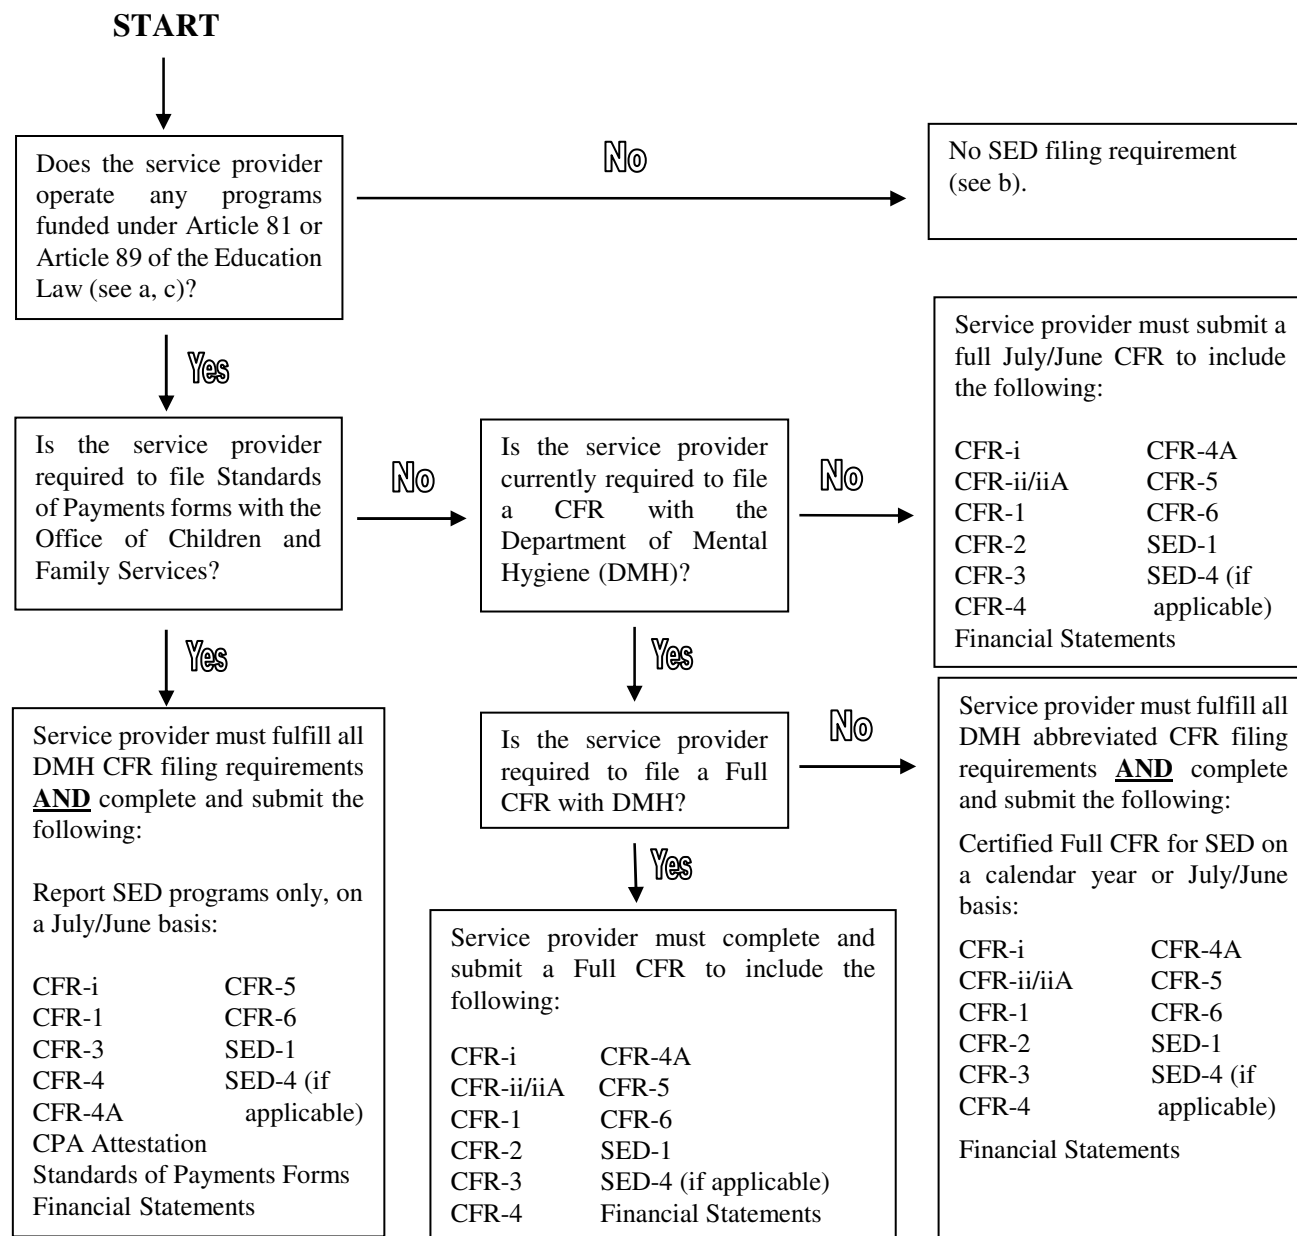 START
Does the service provider
operate any programs
funded under Article 81 or
Article 89 of the Education
Law (see a, c)?
No
No SED filing requirement
(see b).
Yes
Is the service provider
required to file Standards
of Payments forms with the
Office of Children and
Family Services?
No
Is the service provider
currently required to file
a CFR with the
Department of Mental
Hygiene (DMH)?
No
Service provider must submit a
full July/June CFR to include
the following:
CFR-i CFR-4A
CFR-ii/iiA CFR-5
CFR-1 CFR-6
CFR-2 SED-1
CFR-3 SED-4 (if
CFR-4 applicable)
Financial Statements
Yes
Service provider must fulfill all
DMH CFR filing requirements
AND complete and submit the
following:
Report SED programs only, on
a July/June basis:
CFR-i CFR-5
CFR-1 CFR-6
CFR-3 SED-1
CFR-4 SED-4 (if
CFR-4A applicable)
CPA Attestation
Standards of Payments Forms
Financial Statements
Yes
Is the service provider
required to file a Full
CFR with DMH?
No
Service provider must fulfill all
DMH abbreviated CFR filing
requirements AND complete
and submit the following:
Certified Full CFR for SED on
a calendar year or July/June
basis:
CFR-i CFR-4A
CFR-ii/iiA CFR-5
CFR-1 CFR-6
CFR-2 SED-1
CFR-3 SED-4 (if
CFR-4 applicable)
Financial Statements
Yes
Service provider must complete and
submit a Full CFR to include the
following:
CFR-i CFR-4A
CFR-ii/iiA CFR-5
CFR-1 CFR-6
CFR-2 SED-1
CFR-3 SED-4 (if applicable)
CFR-4 Financial Statements